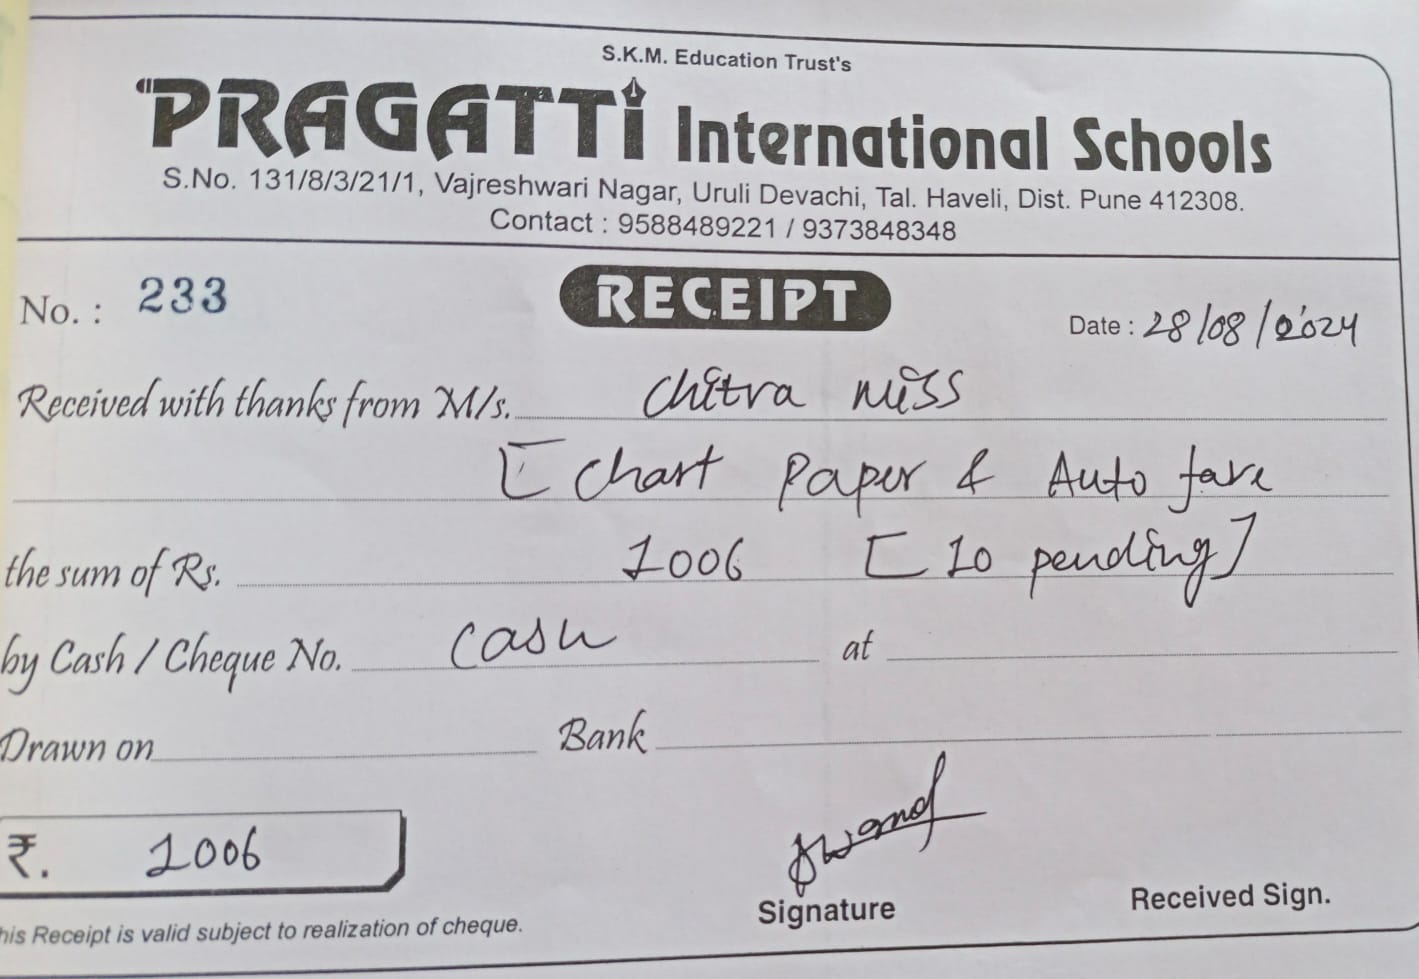 S.K.M. Education Trust's
PRAGATTi International Schools
S.No. 131/8/3/21/1, Vajreshwari Nagar, Uruli Devachi, Tal. Haveli, Dist. Pune 412308.
Contact : 9588489221 / 9373848348
No. : 233 RECEIPT Date : 28/08/2024
Received with thanks from M/s. Chitra miss
[ Chart Paper & Auto fare
the sum of Rs. 1006 [ 10 pending]
by Cash / Cheque No. Cash at
Drawn on Bank
₹. 1006
Signature Received Sign.
his Receipt is valid subject to realization of cheque.